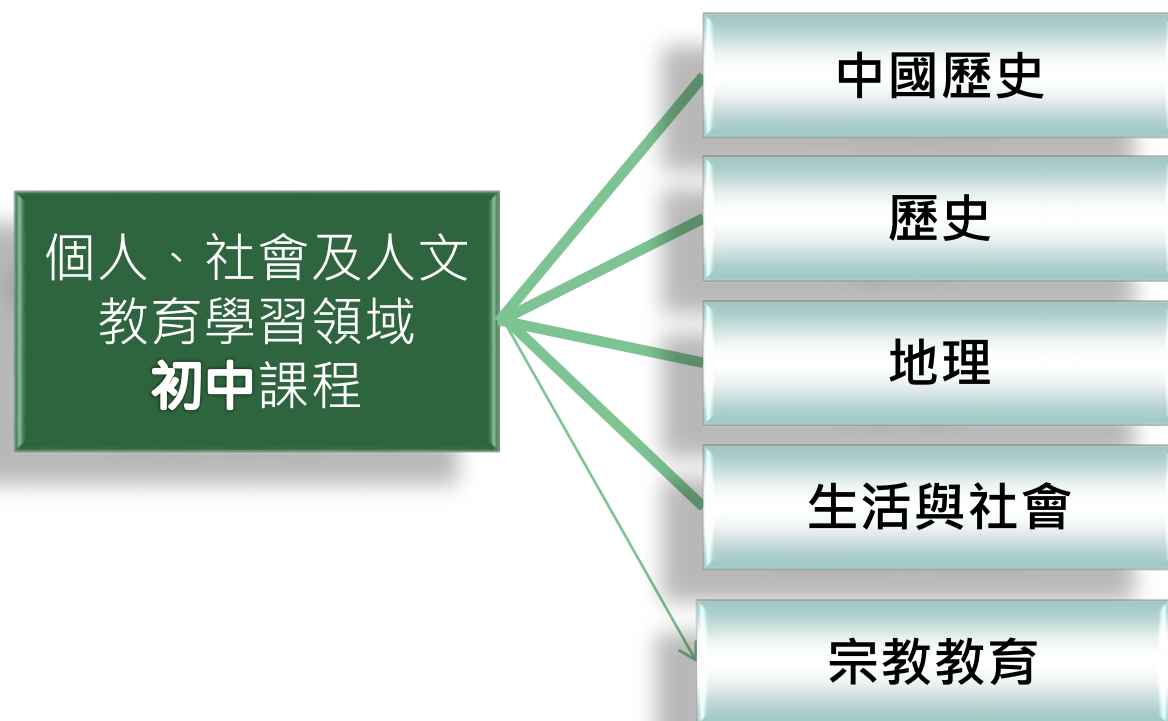 個人、社會及人文
教育學習領域
初中課程
中國歷史
歷史
地理
生活與社會
宗教教育